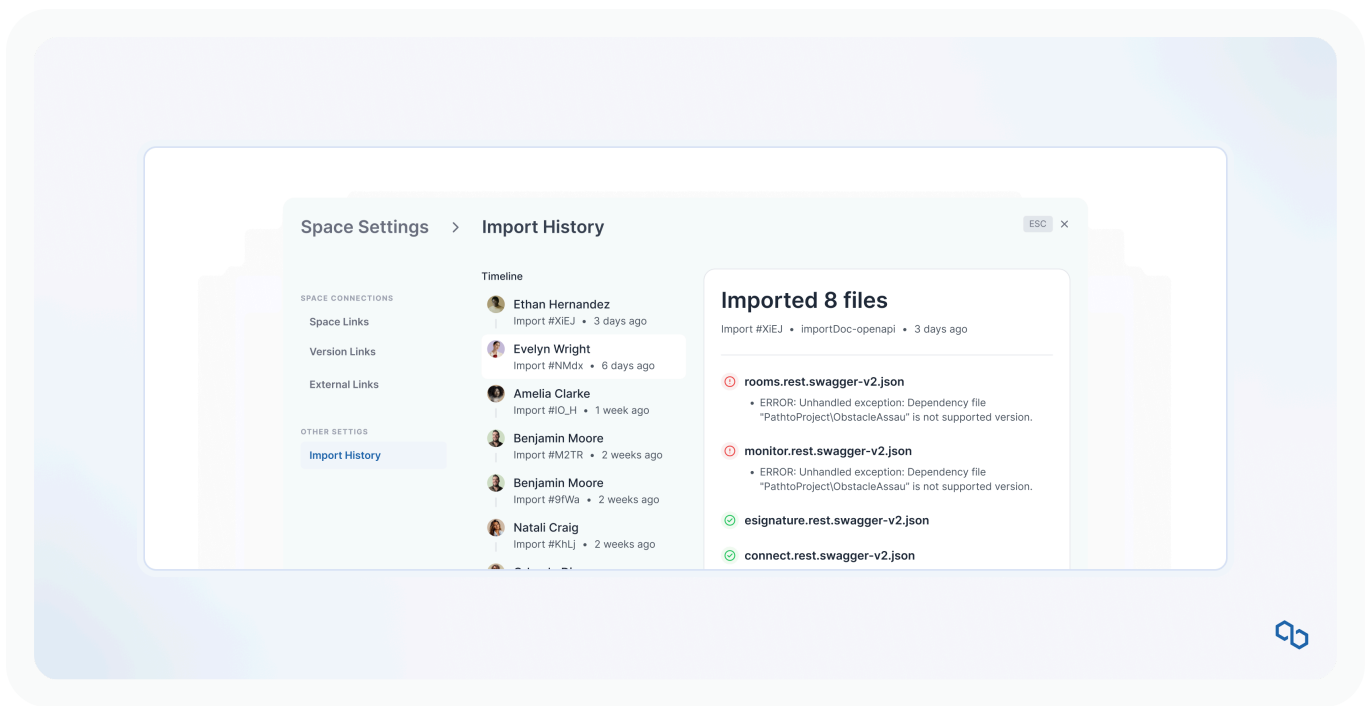 Space Settings > Import History
ESC ×
SPACE CONNECTIONS
Space Links
Version Links
External Links
OTHER SETTIGS
Import History
Timeline
Ethan Hernandez
Import #XiEJ • 3 days ago
Evelyn Wright
Import #NMdx • 6 days ago
Amelia Clarke
Import #IO_H • 1 week ago
Benjamin Moore
Import #M2TR • 2 weeks ago
Benjamin Moore
Import #9fWa • 2 weeks ago
Natali Craig
Import #KhLj • 2 weeks ago
Imported 8 files
Import #XiEJ • importDoc-openapi • 3 days ago
rooms.rest.swagger-v2.json
• ERROR: Unhandled exception: Dependency file
"PathtoProject\ObstacleAssau" is not supported version.
monitor.rest.swagger-v2.json
• ERROR: Unhandled exception: Dependency file
"PathtoProject\ObstacleAssau" is not supported version.
esignature.rest.swagger-v2.json
connect.rest.swagger-v2.json